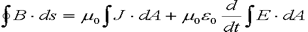 ∮B · ds = μ₀∫J · dA + μ₀ε₀ d/dt ∫E · dA